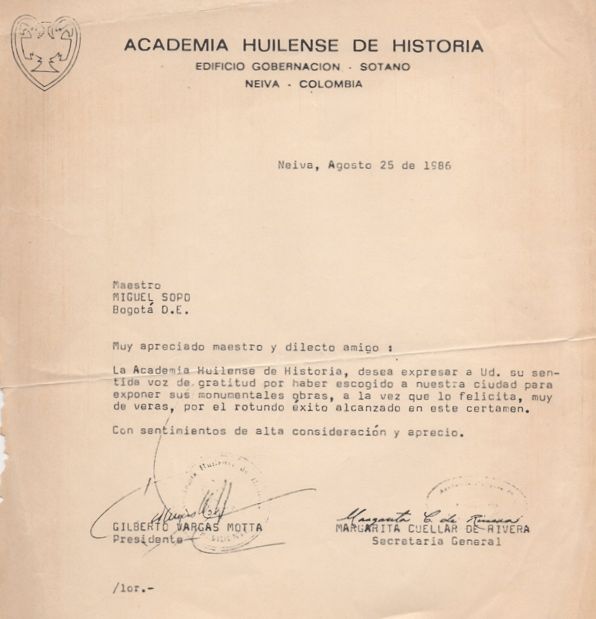 ACADEMIA HUILENSE DE HISTORIA
EDIFICIO GOBERNACION - SOTANO
NEIVA - COLOMBIA
Neiva, Agosto 25 de 1986
Maestro
MIGUEL SOPO
Bogotá D.E.
Muy apreciado maestro y dilecto amigo :
La Academia Huilense de Historia, desea expresar a Ud. su sen-
tida voz de gratitud por haber escogido a nuestra ciudad para
exponer sus monumentales obras, a la vez que lo felicita, muy
de veras, por el rotundo éxito alcanzado en este certamen.
Con sentimientos de alta consideración y aprecio.
Margarita C. de Rivera
GILBERTO VARGAS MOTTA
MARGARITA CUELLAR DE RIVERA
Presidente
Secretaria General
/lor.-